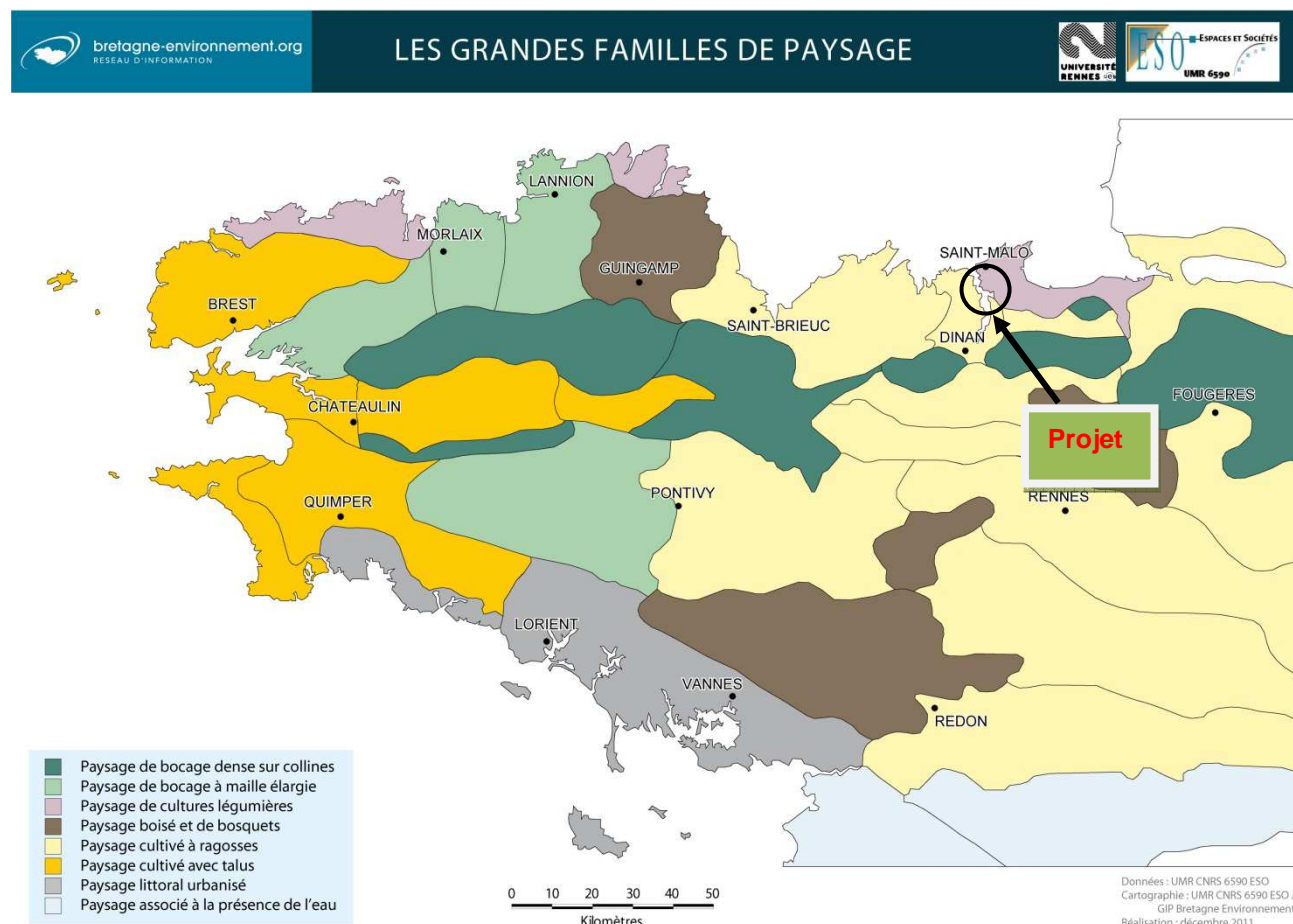 bretagne-environnement.org
RESEAU D'INFORMATION
LES GRANDES FAMILLES DE PAYSAGE
UNIVERSITÉ
RENNES
ESO
ESPACES ET SOCIÉTÉS
UMR 6590
LANNION
MORLAIX
SAINT-MALO
GUINGAMP
BREST
SAINT-BRIEUC
DINAN
CHATEAULIN
FOUGERES
Projet
PONTIVY
QUIMPER
RENNES
LORIENT
VANNES
REDON
Paysage de bocage dense sur collines
Paysage de bocage à maille élargie
Paysage de cultures légumières
Paysage boisé et de bosquets
Paysage cultivé à ragosses
Paysage cultivé avec talus
Paysage littoral urbanisé
Paysage associé à la présence de l'eau
0 10 20 30 40 50
Kilomètres
Données : UMR CNRS 6590 ESO
Cartographie : UMR CNRS 6590 ESO /
GIP Bretagne Environnement
Réalisation : décembre 2011